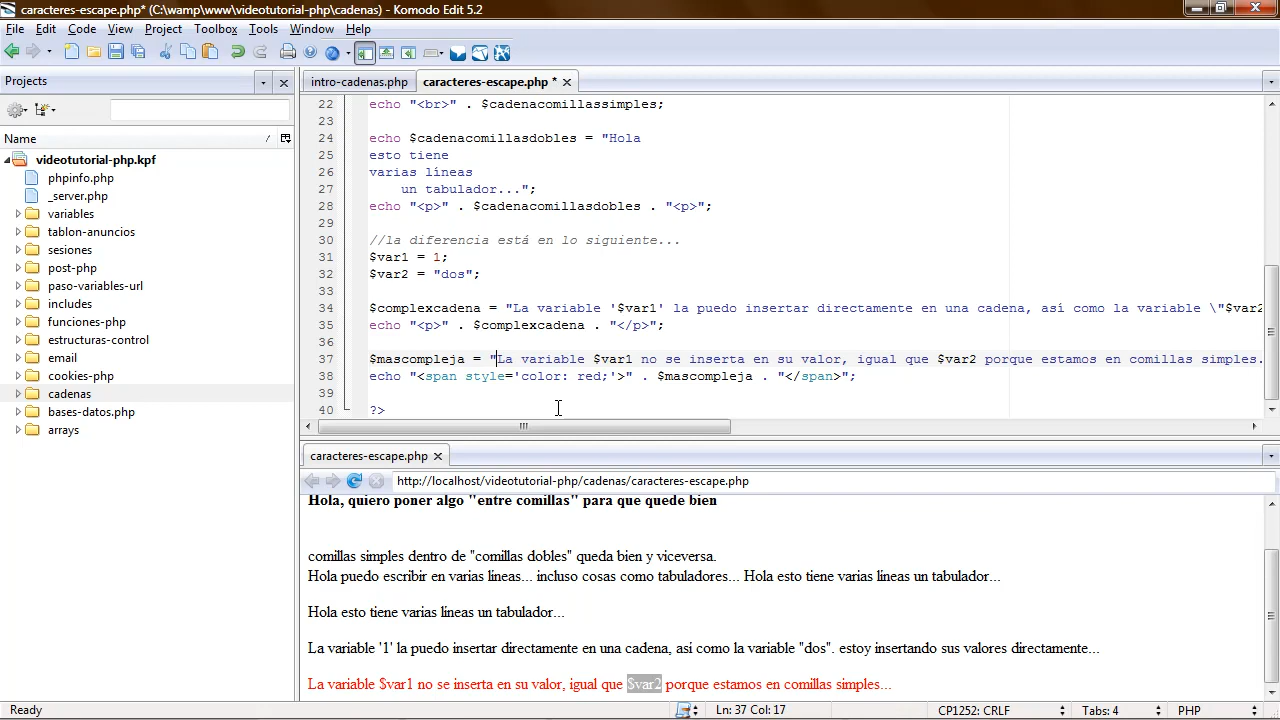 caracteres-escape.php* (C:\wamp\www\videotutorial-php\cadenas) - Komodo Edit 5.2
File Edit Code View Project Toolbox Tools Window Help
Projects
intro-cadenas.php
caracteres-escape.php *
Name
videotutorial-php.kpf
phpinfo.php
_server.php
variables
tablon-anuncios
sesiones
post-php
paso-variables-url
includes
funciones-php
estructuras-control
email
cookies-php
cadenas
bases-datos.php
arrays
22 echo "<br>" . $cadenacomillassimples;
23
24 echo $cadenacomillasdobles = "Hola
25 esto tiene
26 varias líneas
27 un tabulador...";
28 echo "<p>" . $cadenacomillasdobles . "<p>";
29
30 //la diferencia está en lo siguiente...
31 $var1 = 1;
32 $var2 = "dos";
33
34 $complexcadena = "La variable '$var1' la puedo insertar directamente en una cadena, así como la variable \"$var2
35 echo "<p>" . $complexcadena . "</p>";
36
37 $mascompleja = "La variable $var1 no se inserta en su valor, igual que $var2 porque estamos en comillas simples.
38 echo "<span style='color: red;'>" . $mascompleja . "</span>";
39
40 ?>
caracteres-escape.php
http://localhost/videotutorial-php/cadenas/caracteres-escape.php
Hola, quiero poner algo "entre comillas" para que quede bien
comillas simples dentro de "comillas dobles" queda bien y viceversa.
Hola puedo escribir en varias líneas... incluso cosas como tabuladores... Hola esto tiene varias líneas un tabulador...
Hola esto tiene varias líneas un tabulador...
La variable '1' la puedo insertar directamente en una cadena, así como la variable "dos". estoy insertando sus valores directamente...
La variable $var1 no se inserta en su valor, igual que $var2 porque estamos en comillas simples...
Ln: 37 Col: 17 CP1252: CRLF Tabs: 4 PHP